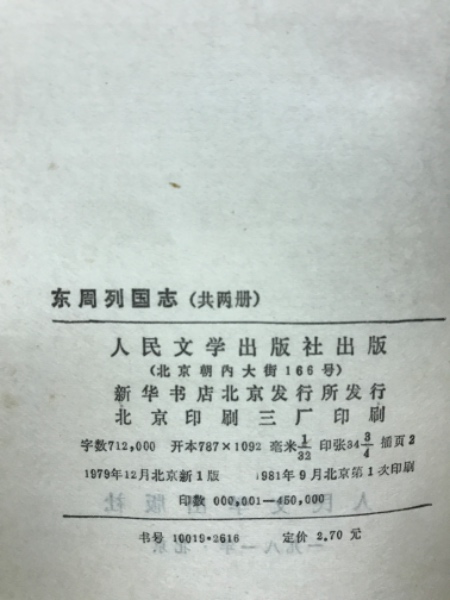 东周列国志（共两册）
人民文学出版社出版
（北京朝内大街166号）
新华书店北京发行所发行
北京印刷三厂印刷
字数712,000 开本787×1092 毫米1/32 印张34 3/4 插页2
1979年12月北京新1版 1981年9月北京第1次印刷
印数 000,001—450,000
书号 10019·2616 定价 2.70 元